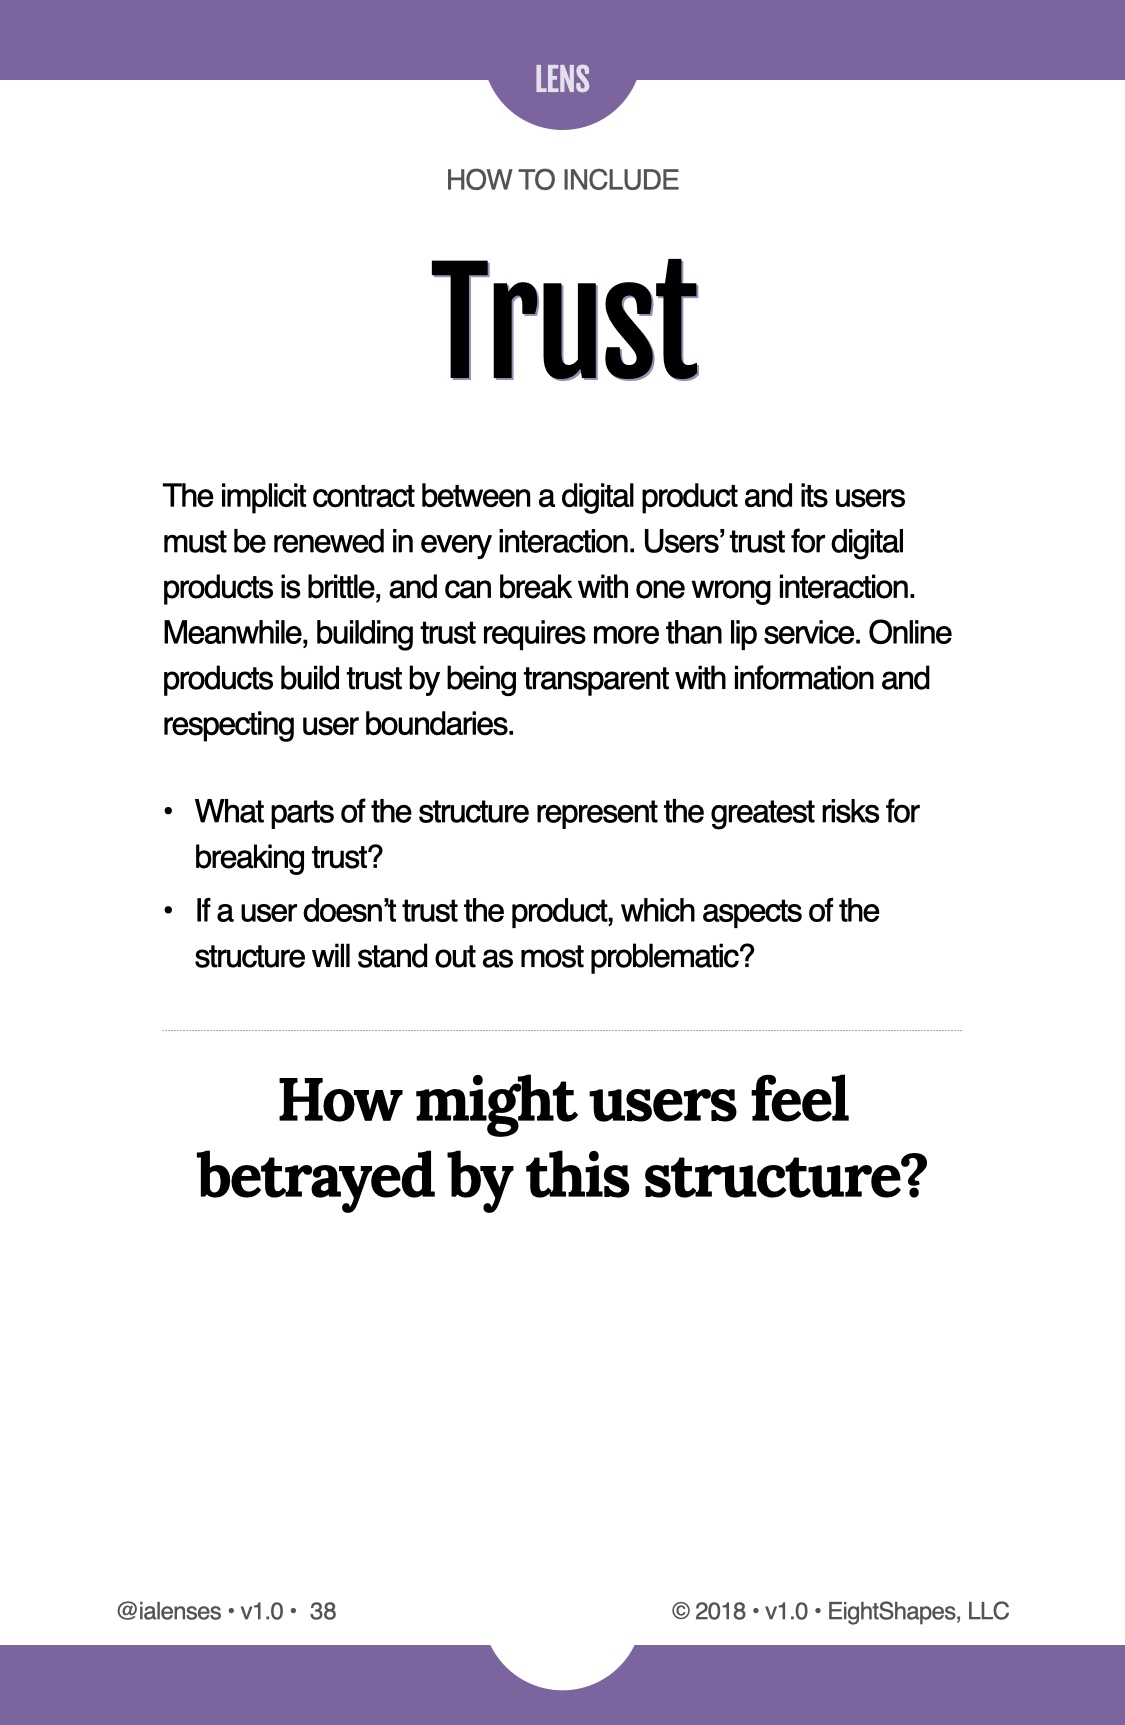 LENS
HOW TO INCLUDE
Trust
The implicit contract between a digital product and its users
must be renewed in every interaction. Users’ trust for digital
products is brittle, and can break with one wrong interaction.
Meanwhile, building trust requires more than lip service. Online
products build trust by being transparent with information and
respecting user boundaries.
• What parts of the structure represent the greatest risks for
breaking trust?
• If a user doesn’t trust the product, which aspects of the
structure will stand out as most problematic?
How might users feel
betrayed by this structure?
@ialenses • v1.0 • 38
© 2018 • v1.0 • EightShapes, LLC